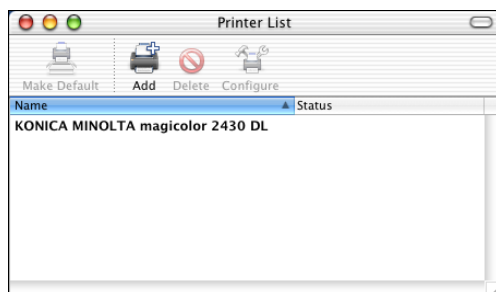 Printer List
Make Default Add Delete Configure
Name Status
KONICA MINOLTA magicolor 2430 DL